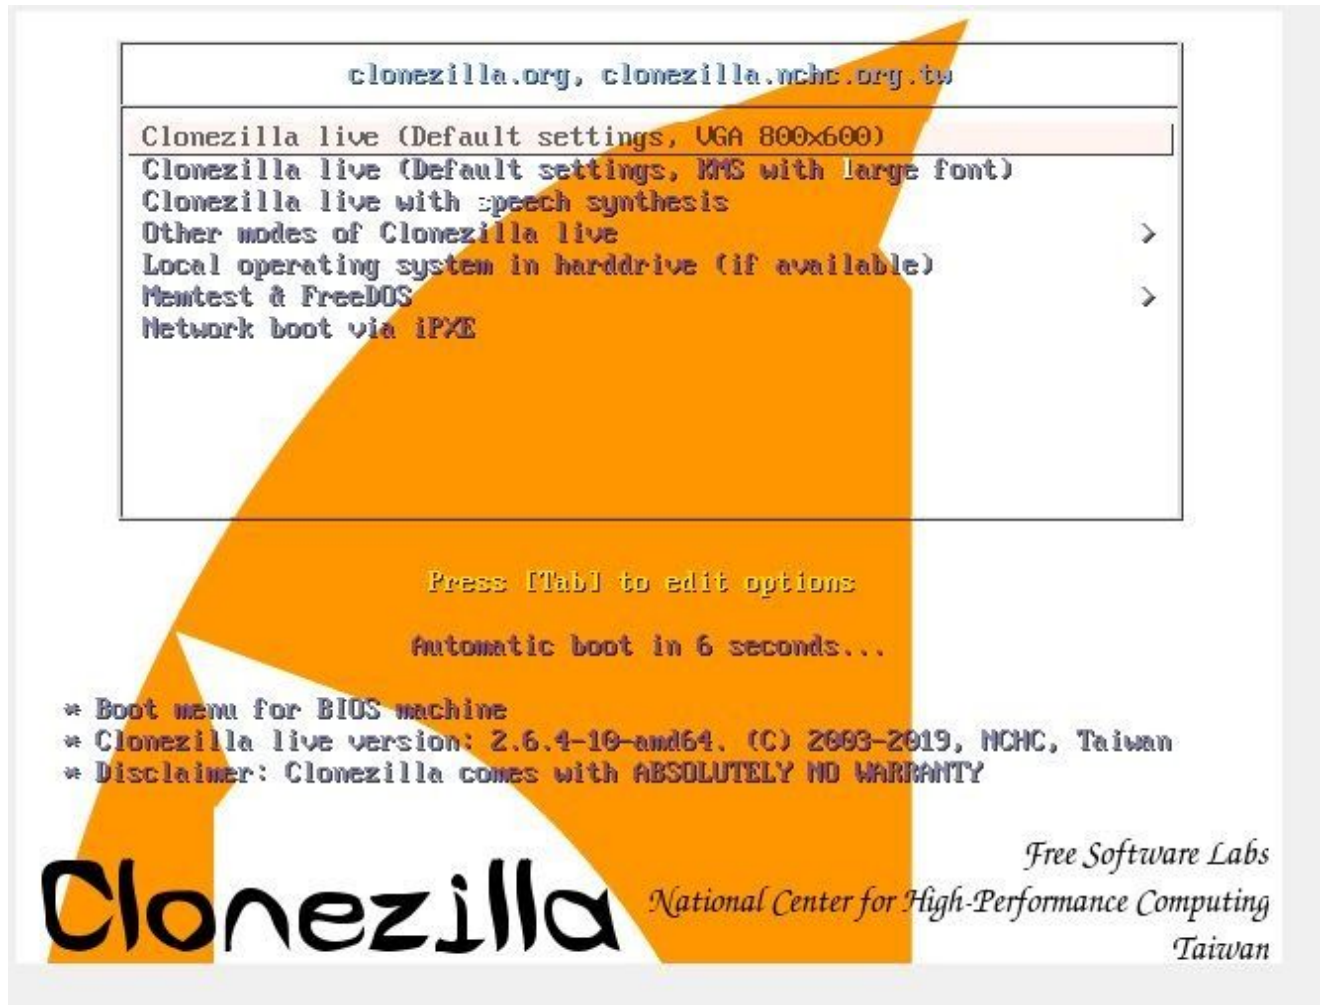 clonezilla.org, clonezilla.nchc.org.tw
Clonezilla live (Default settings, VGA 800x600)
Clonezilla live (Default settings, KMS with large font)
Clonezilla live with speech synthesis
Other modes of Clonezilla live >
Local operating system in harddrive (if available)
Memtest & FreeDOS >
Network boot via iPXE
Press [Tab] to edit options
Automatic boot in 6 seconds...
* Boot menu for BIOS machine
* Clonezilla live version: 2.6.4-10-amd64. (C) 2003-2019, NCHC, Taiwan
* Disclaimer: Clonezilla comes with ABSOLUTELY NO WARRANTY
Clonezilla
Free Software Labs
National Center for High-Performance Computing
Taiwan